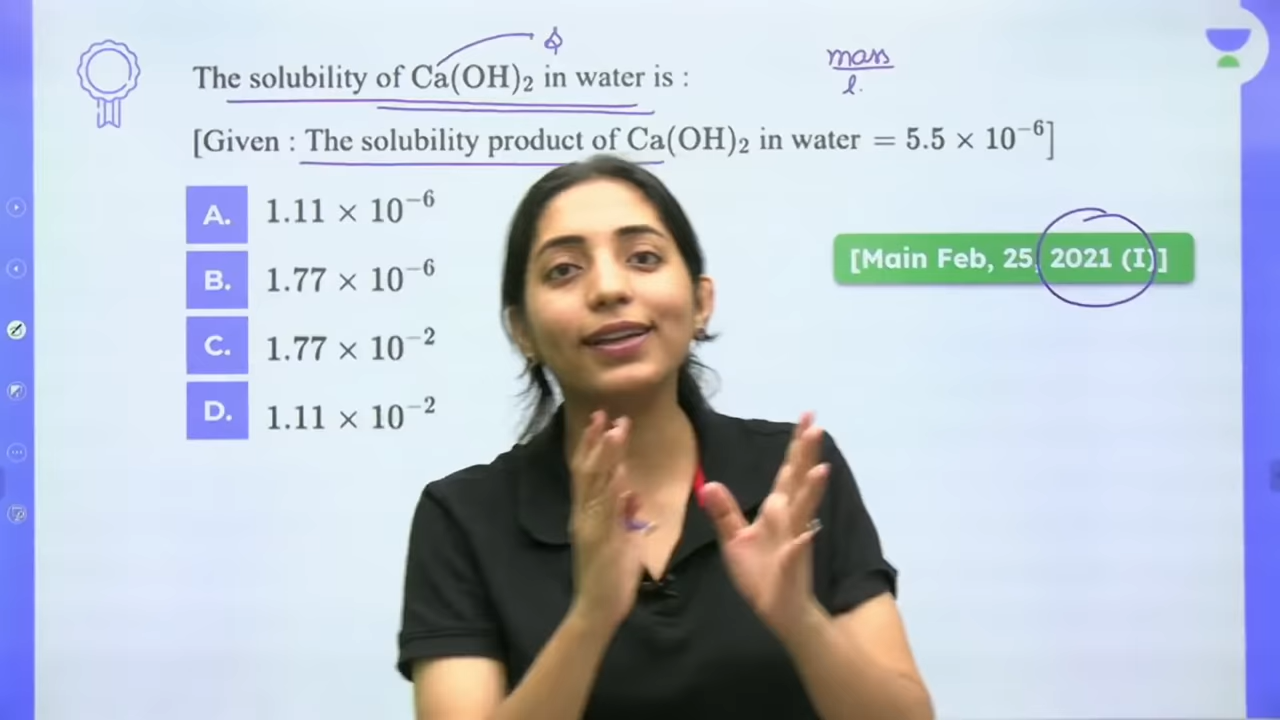 The solubility of Ca(OH)₂ in water is :
mass
l.
[Given : The solubility product of Ca(OH)₂ in water = 5.5 × 10⁻⁶]
A. 1.11 × 10⁻⁶
B. 1.77 × 10⁻⁶
C. 1.77 × 10⁻²
D. 1.11 × 10⁻²
[Main Feb, 25, 2021 (I)]